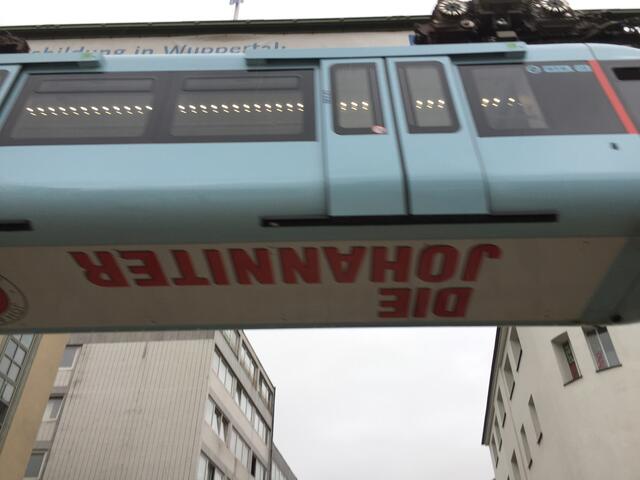 bildung in Wuppertal
DIE
JOHANNITER